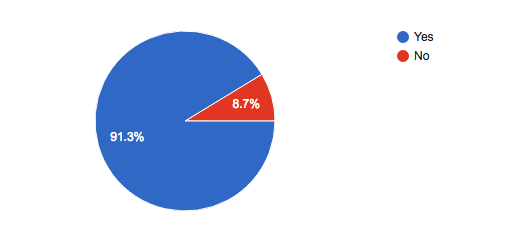 Yes
No
8.7%
91.3%